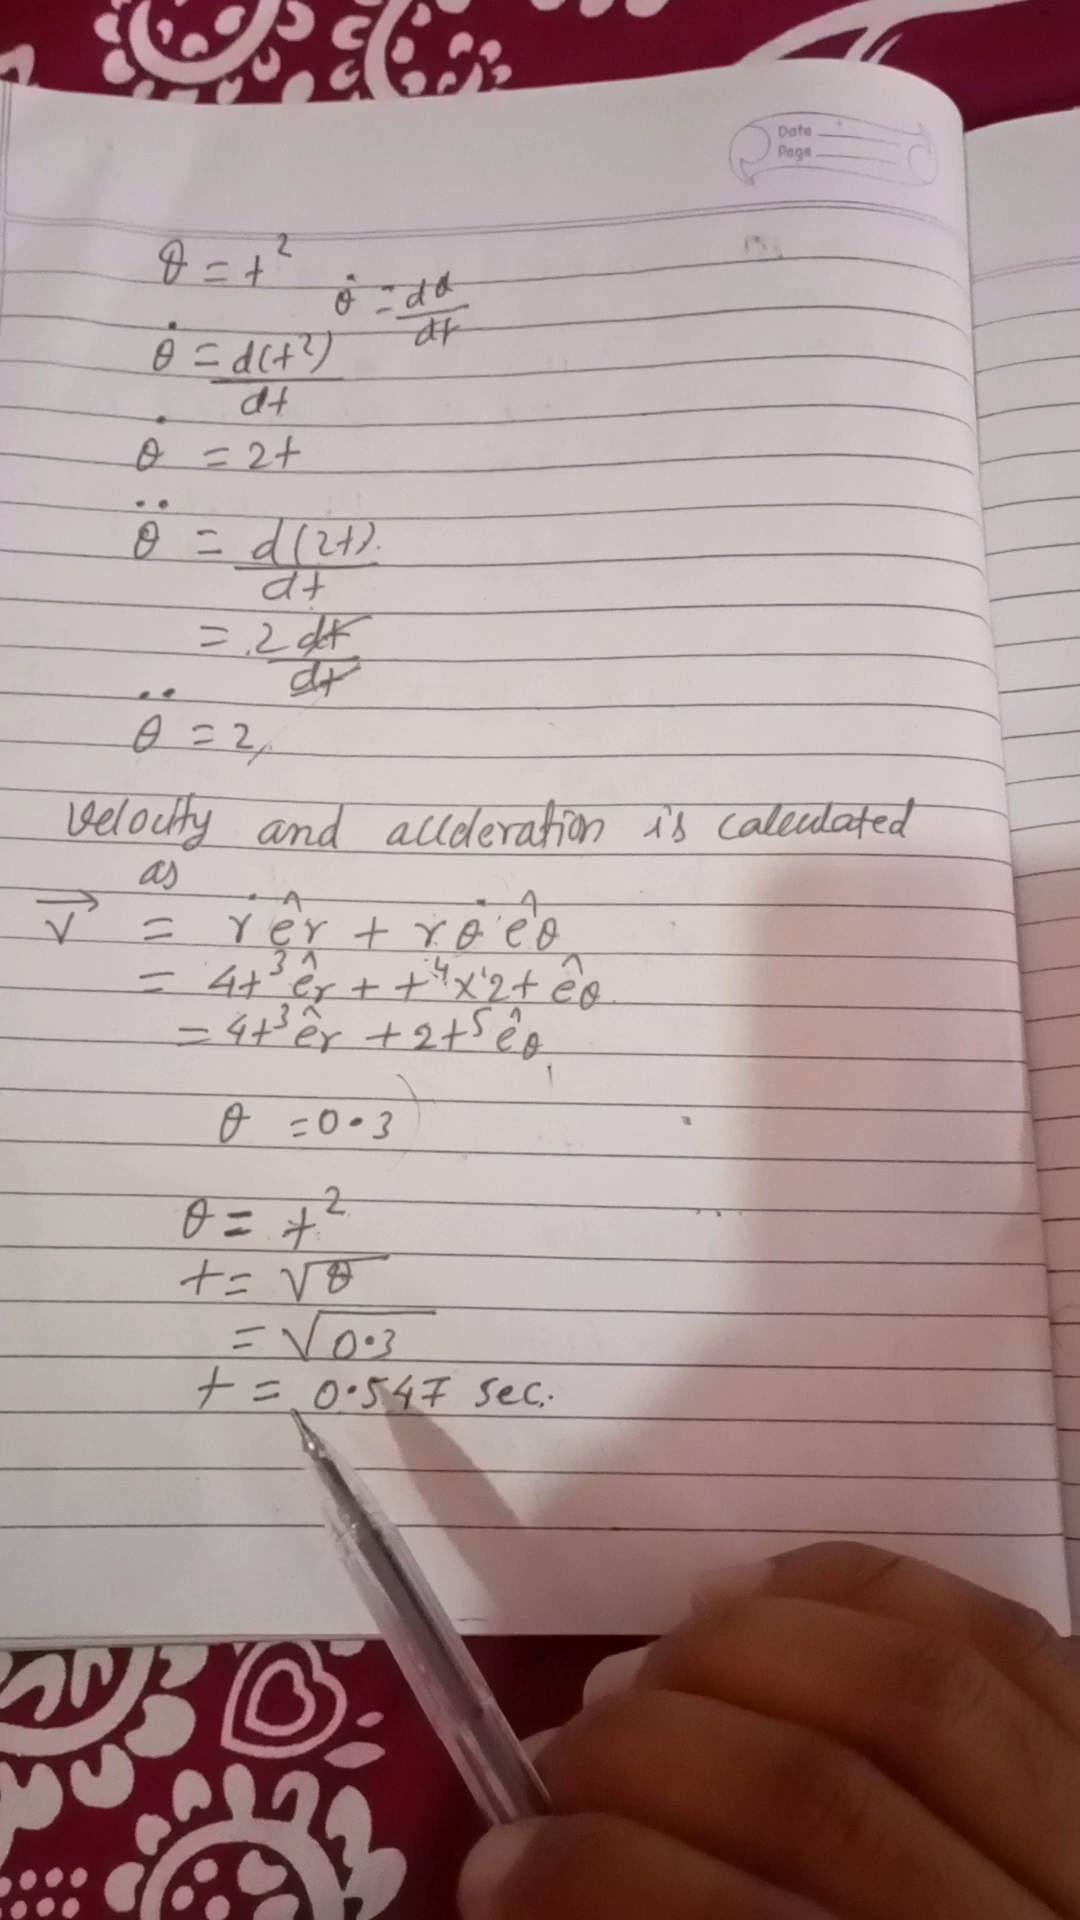 Date
Page
θ = t²
θ̇ = dθ/dt
θ̇ = d(t²)/dt
θ̇ = 2t
θ̈ = d(2t)/dt
= 2 dt/dt
θ̈ = 2
velocity and accleration is calculated
as
v⃗ = ṙ êr + r θ̇ êθ
= 4t³ êr + t⁴ x 2t êθ
= 4t³ êr + 2t⁵ êθ
θ = 0.3
θ = t²
t = √θ
= √0.3
t = 0.547 sec.